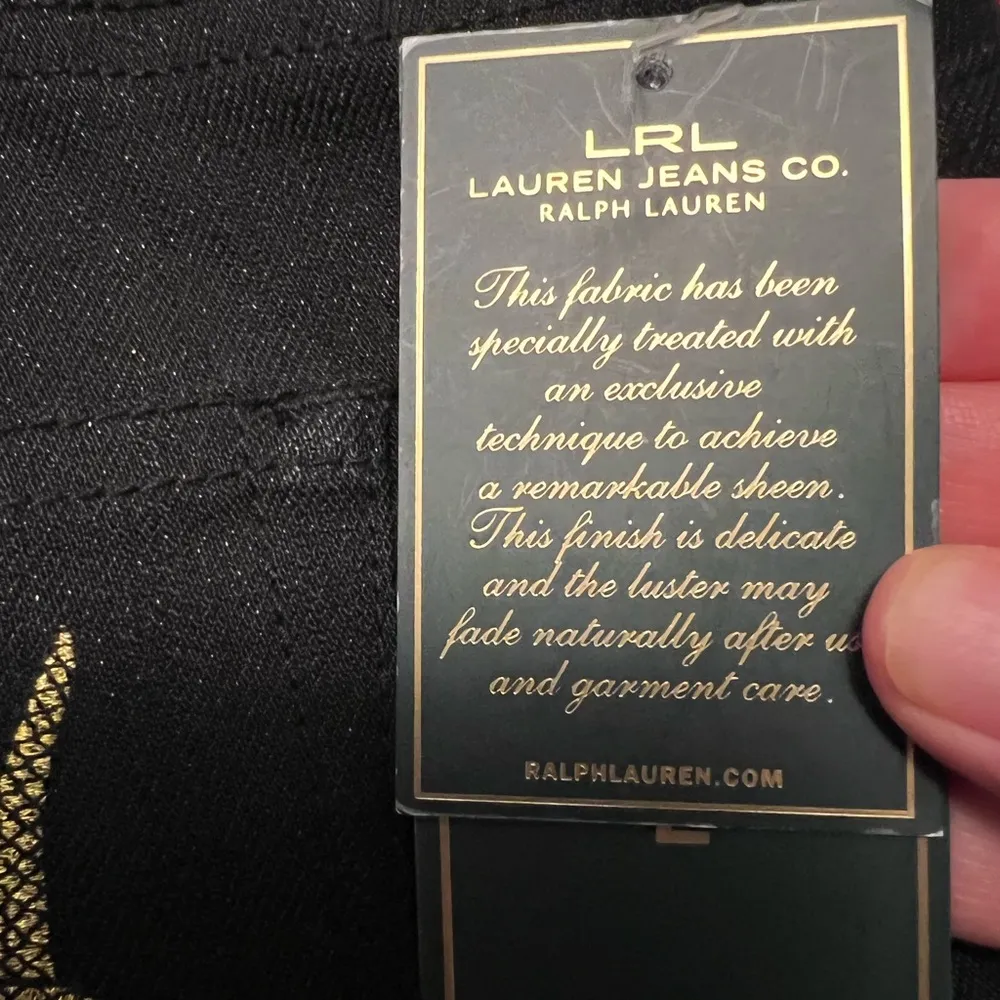 LRL
LAUREN JEANS CO.
RALPH LAUREN
This fabric has been
specially treated with
an exclusive
technique to achieve
a remarkable sheen.
This finish is delicate
and the luster may
fade naturally after
and garment care.
RALPHLAUREN.COM